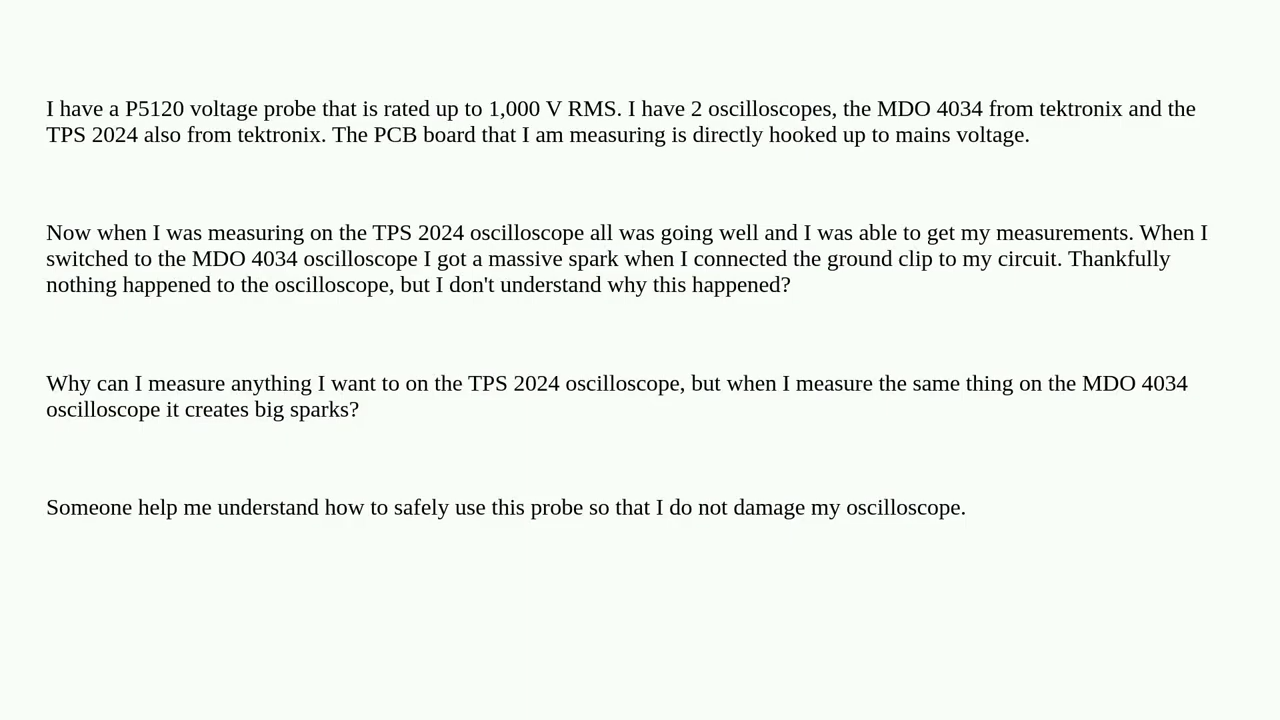 I have a P5120 voltage probe that is rated up to 1,000 V RMS. I have 2 oscilloscopes, the MDO 4034 from tektronix and the
TPS 2024 also from tektronix. The PCB board that I am measuring is directly hooked up to mains voltage.
Now when I was measuring on the TPS 2024 oscilloscope all was going well and I was able to get my measurements. When I
switched to the MDO 4034 oscilloscope I got a massive spark when I connected the ground clip to my circuit. Thankfully
nothing happened to the oscilloscope, but I don't understand why this happened?
Why can I measure anything I want to on the TPS 2024 oscilloscope, but when I measure the same thing on the MDO 4034
oscilloscope it creates big sparks?
Someone help me understand how to safely use this probe so that I do not damage my oscilloscope.